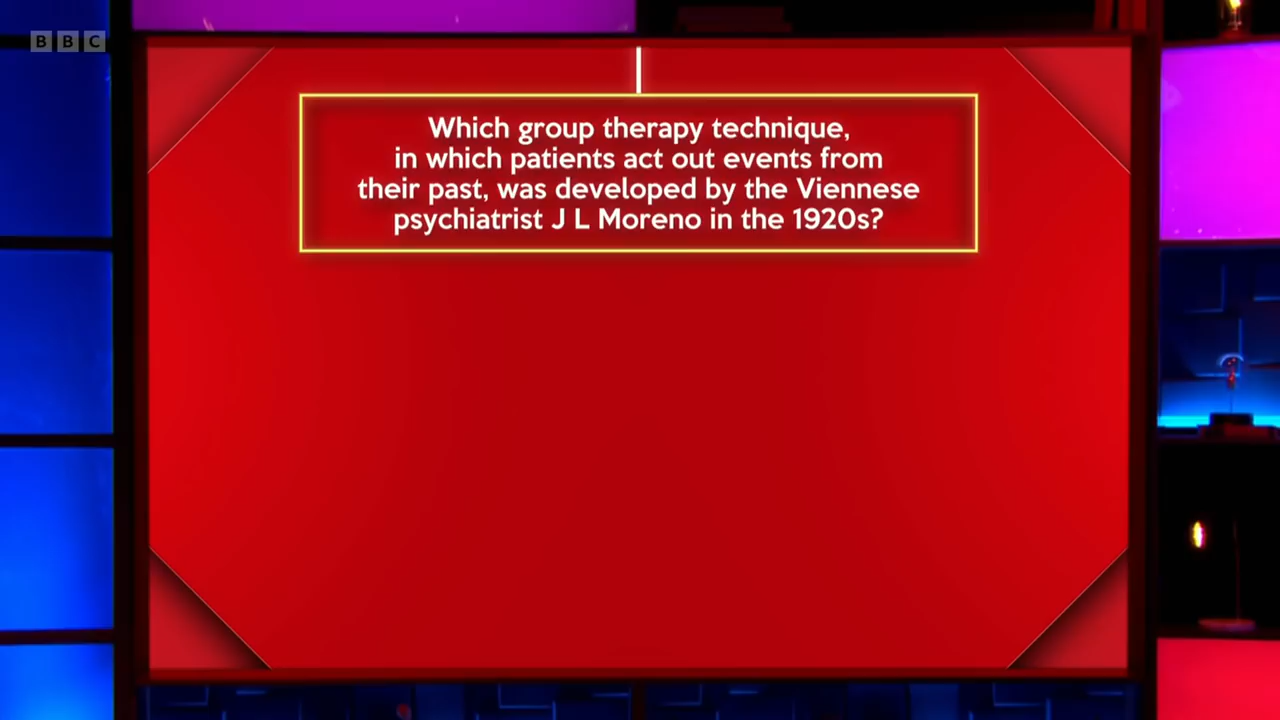 BBC
Which group therapy technique,
in which patients act out events from
their past, was developed by the Viennese
psychiatrist J L Moreno in the 1920s?